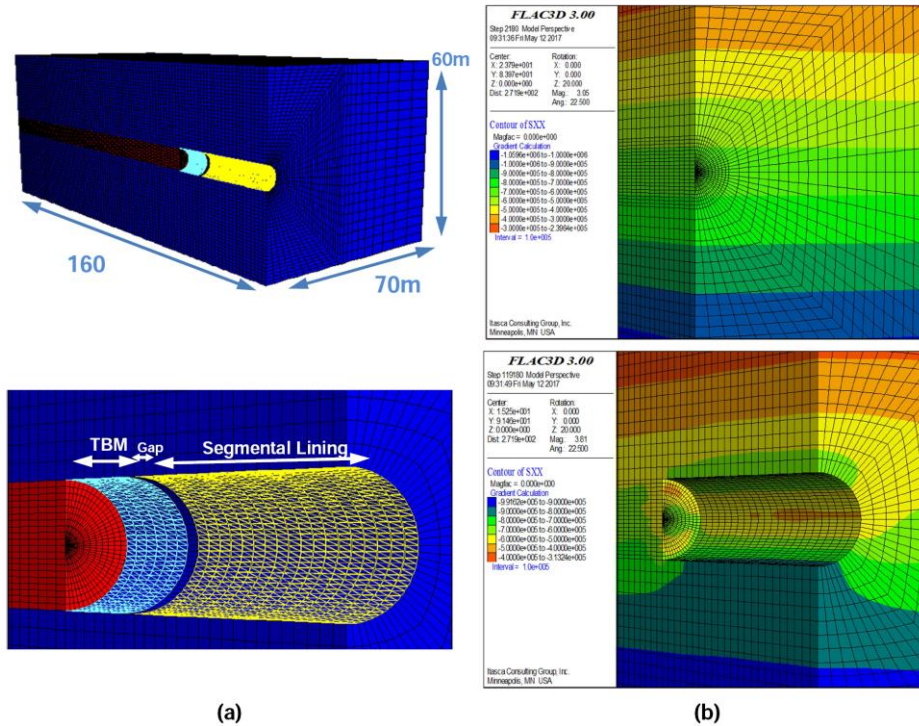 60m
160
70m
TBM
Gap
Segmental Lining
(a)
FLAC3D 3.00
Step 2180 Model Perspective
09:31:36 Fri May 12 2017
Center: Rotation:
X: 2.379e+001 X: 0.000
Y: 8.397e+001 Y: 0.000
Z: 0.000e+000 Z: 20.000
Dist: 2.719e+002 Mag.: 3.05
Ang.: 22.500
Contour of SXX
Magfac = 0.000e+000
Gradient Calculation
-1.0596e+006 to -1.0000e+006
-1.0000e+006 to -9.0000e+005
-9.0000e+005 to -8.0000e+005
-8.0000e+005 to -7.0000e+005
-7.0000e+005 to -6.0000e+005
-6.0000e+005 to -5.0000e+005
-5.0000e+005 to -4.0000e+005
-4.0000e+005 to -3.0000e+005
-3.0000e+005 to -2.3984e+005
Interval = 1.0e+005
Itasca Consulting Group, Inc.
Minneapolis, MN USA
FLAC3D 3.00
Step 119180 Model Perspective
09:31:49 Fri May 12 2017
Center: Rotation:
X: 1.525e+001 X: 0.000
Y: 9.146e+001 Y: 0.000
Z: 0.000e+000 Z: 20.000
Dist: 2.719e+002 Mag.: 3.81
Ang.: 22.500
Contour of SXX
Magfac = 0.000e+000
Gradient Calculation
-9.9162e+005 to -9.0000e+005
-9.0000e+005 to -8.0000e+005
-8.0000e+005 to -7.0000e+005
-7.0000e+005 to -6.0000e+005
-6.0000e+005 to -5.0000e+005
-5.0000e+005 to -4.0000e+005
-4.0000e+005 to -3.1324e+005
Interval = 1.0e+005
Itasca Consulting Group, Inc.
Minneapolis, MN USA
(b)